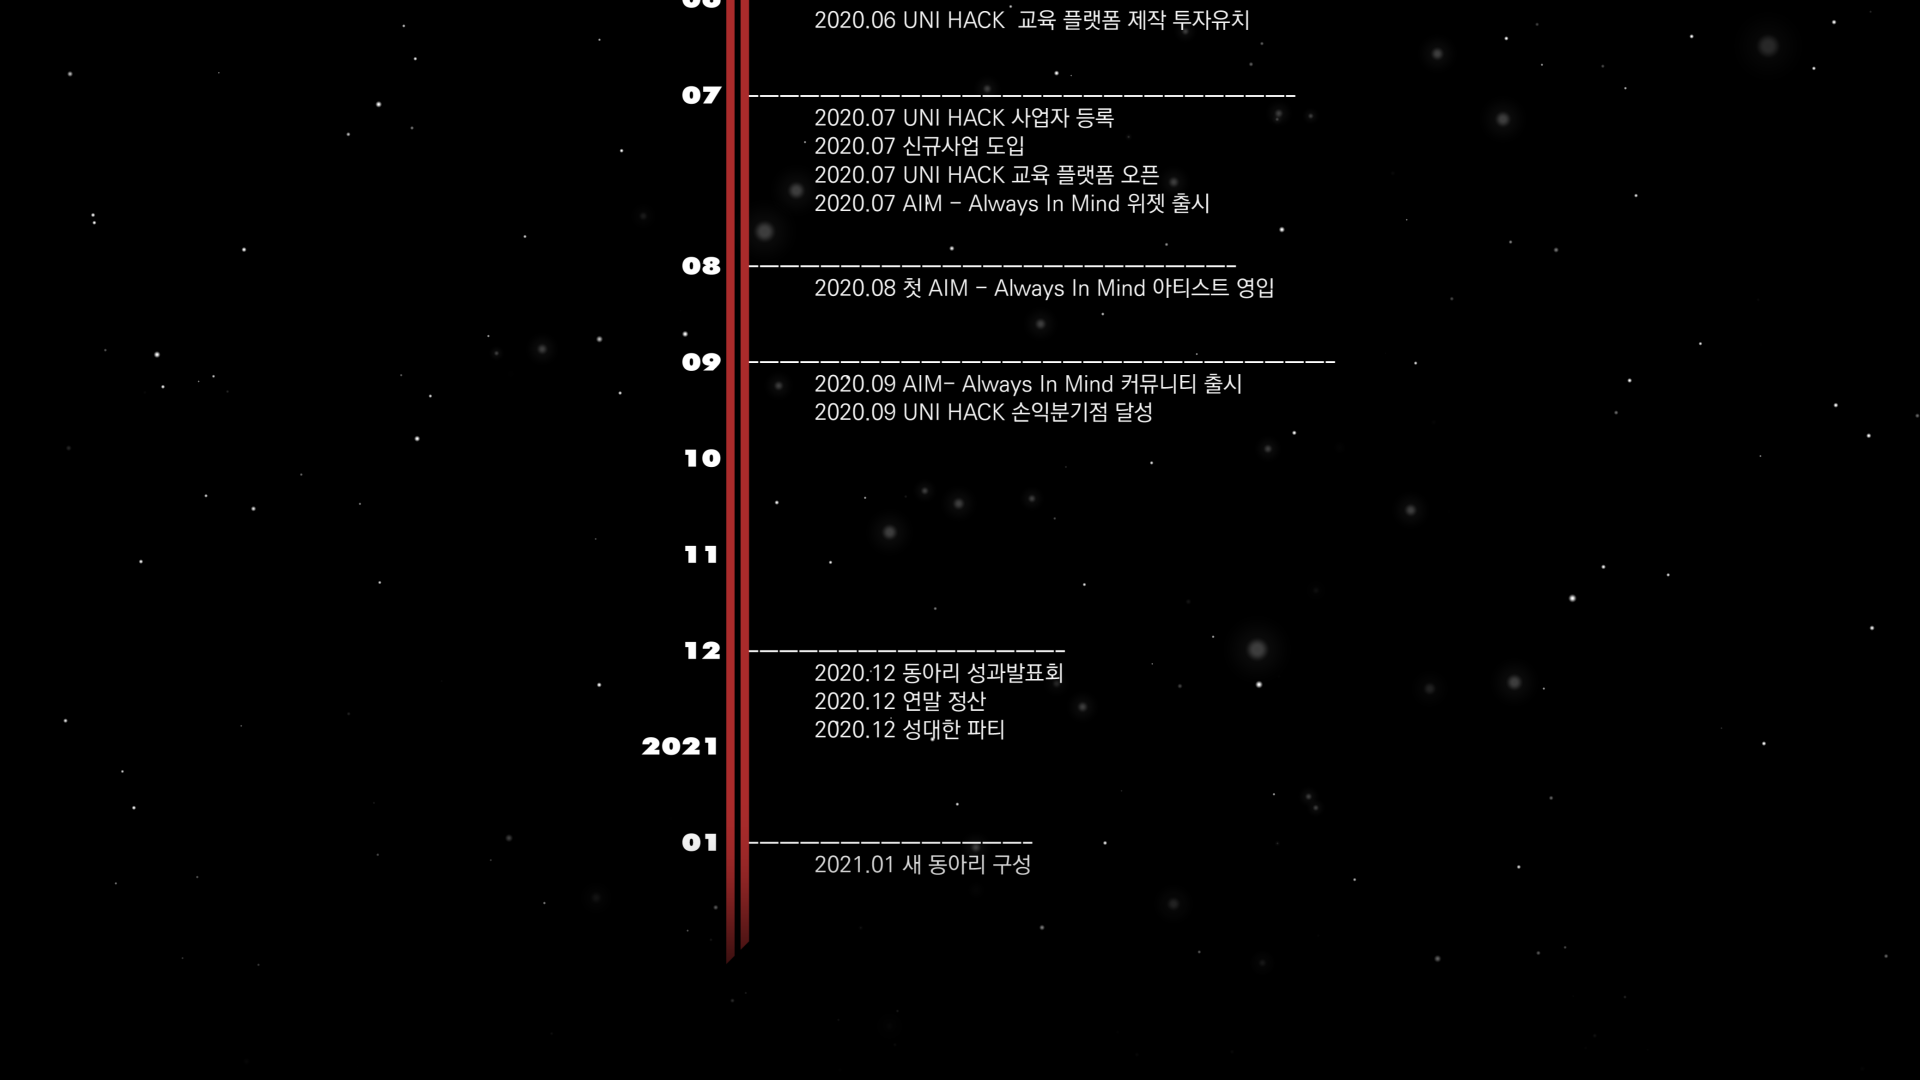 2020.06 UNI HACK 교육 플랫폼 제작 투자유치
07
2020.07 UNI HACK 사업자 등록
2020.07 신규사업 도입
2020.07 UNI HACK 교육 플랫폼 오픈
2020.07 AIM - Always In Mind 위젯 출시
08
2020.08 첫 AIM - Always In Mind 아티스트 영입
09
2020.09 AIM- Always In Mind 커뮤니티 출시
2020.09 UNI HACK 손익분기점 달성
10
11
12
2020.12 동아리 성과발표회
2020.12 연말 정산
2020.12 성대한 파티
2021
01
2021.01 새 동아리 구성